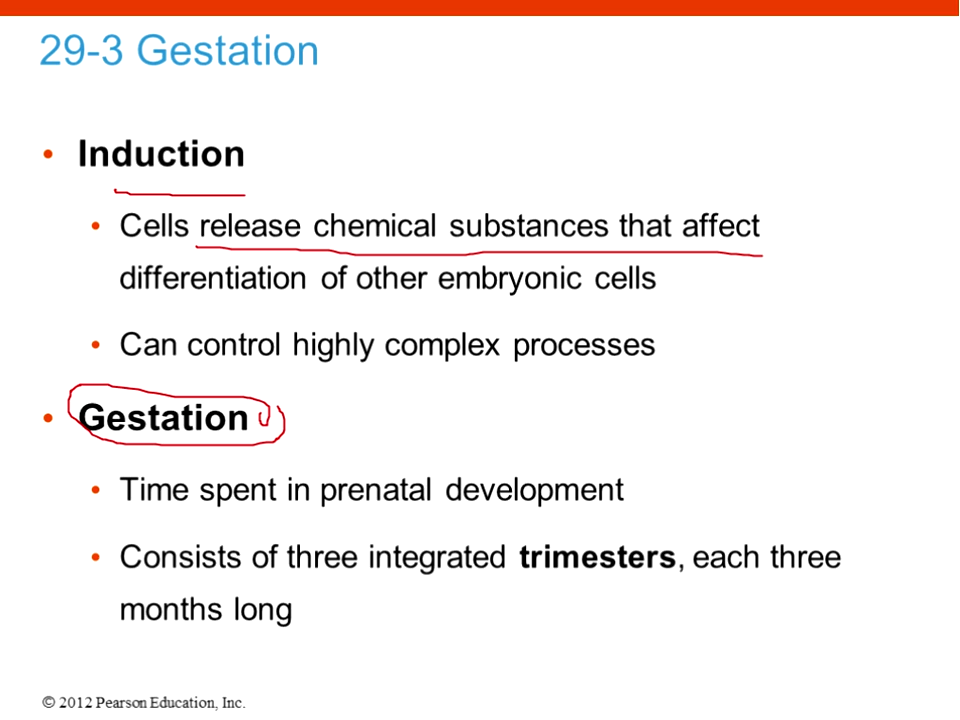 29-3 Gestation
• Induction
• Cells release chemical substances that affect
differentiation of other embryonic cells
• Can control highly complex processes
• Gestation
• Time spent in prenatal development
• Consists of three integrated trimesters, each three
months long
© 2012 Pearson Education, Inc.